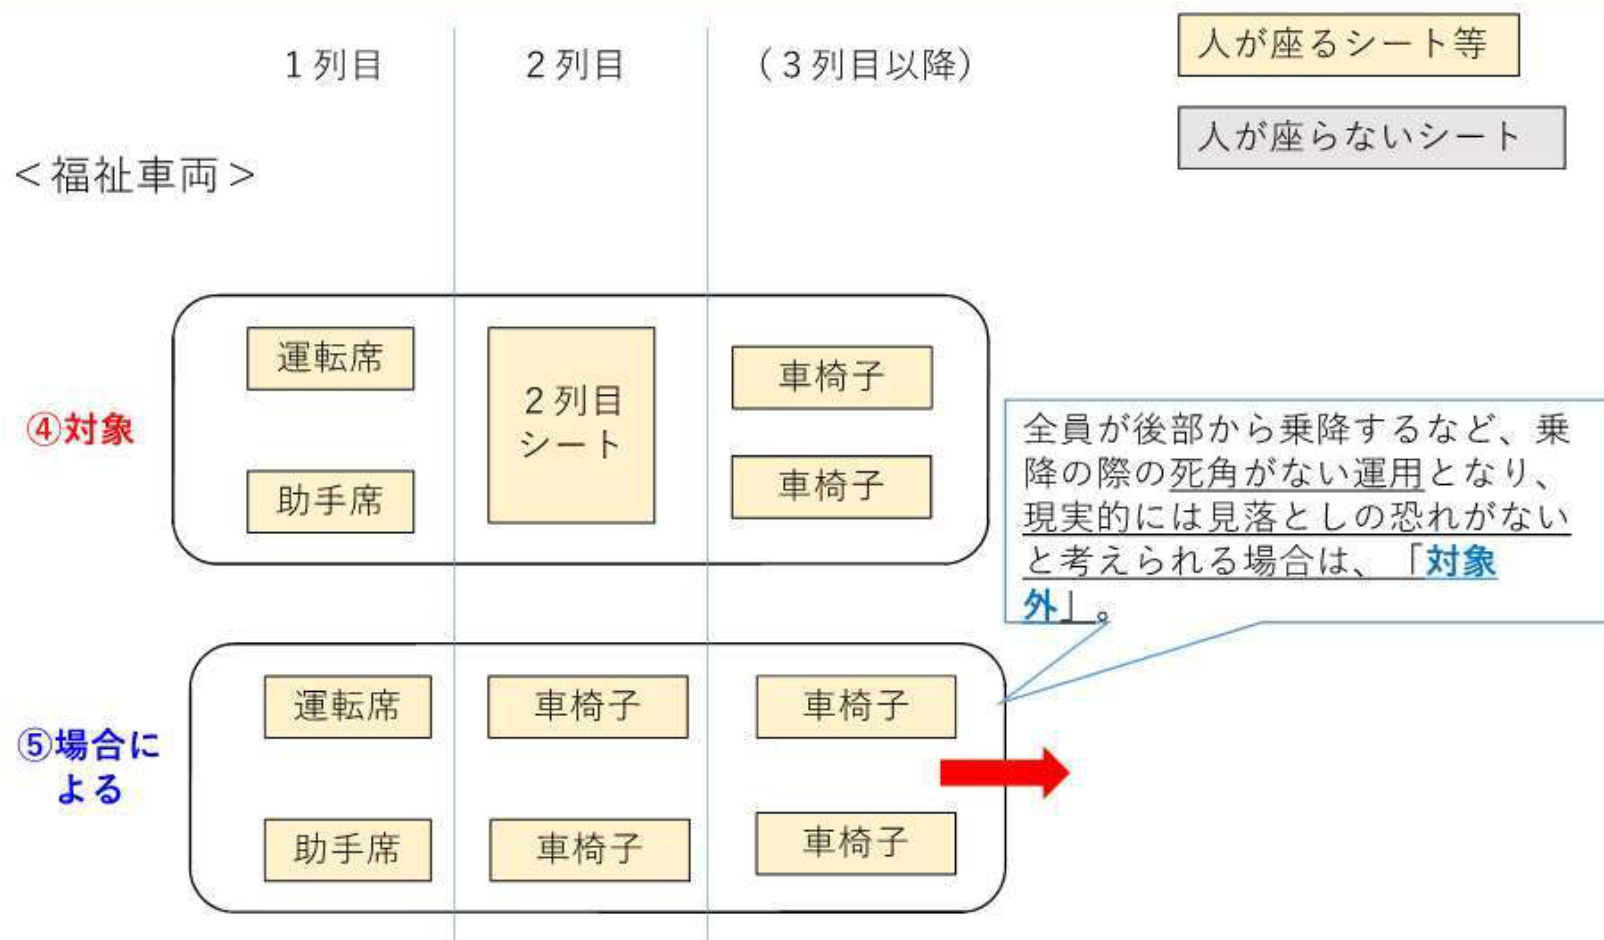 1列目
2列目
（3列目以降）
人が座るシート等
人が座らないシート
＜福祉車両＞
④対象
運転席
助手席
2列目
シート
車椅子
車椅子
全員が後部から乗降するなど、乗
降の際の死角がない運用となり、
現実的には見落としの恐れがない
と考えられる場合は、「対象
外」。
⑤場合に
よる
運転席
助手席
車椅子
車椅子
車椅子
車椅子